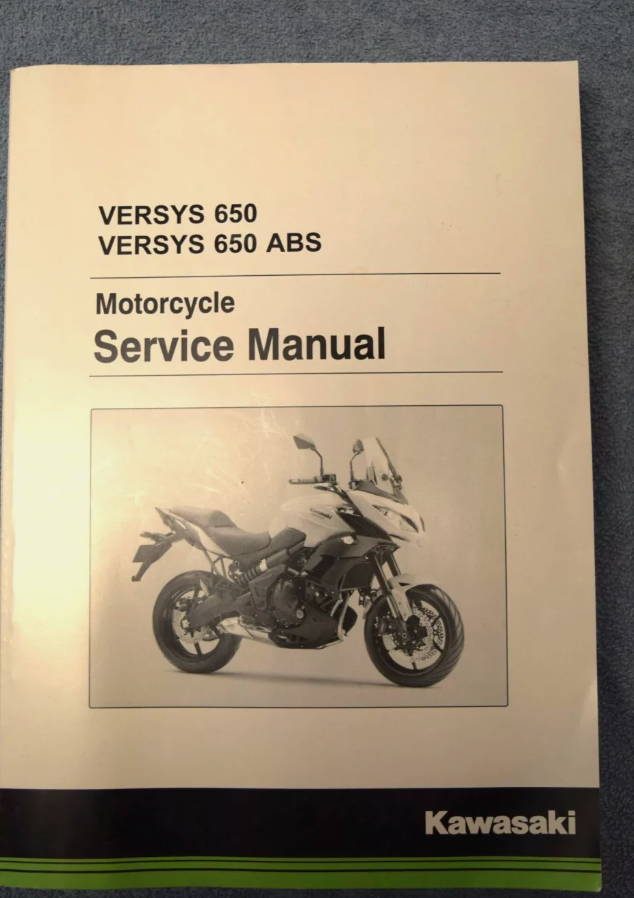 VERSYS 650
VERSYS 650 ABS
Motorcycle
Service Manual
Kawasaki